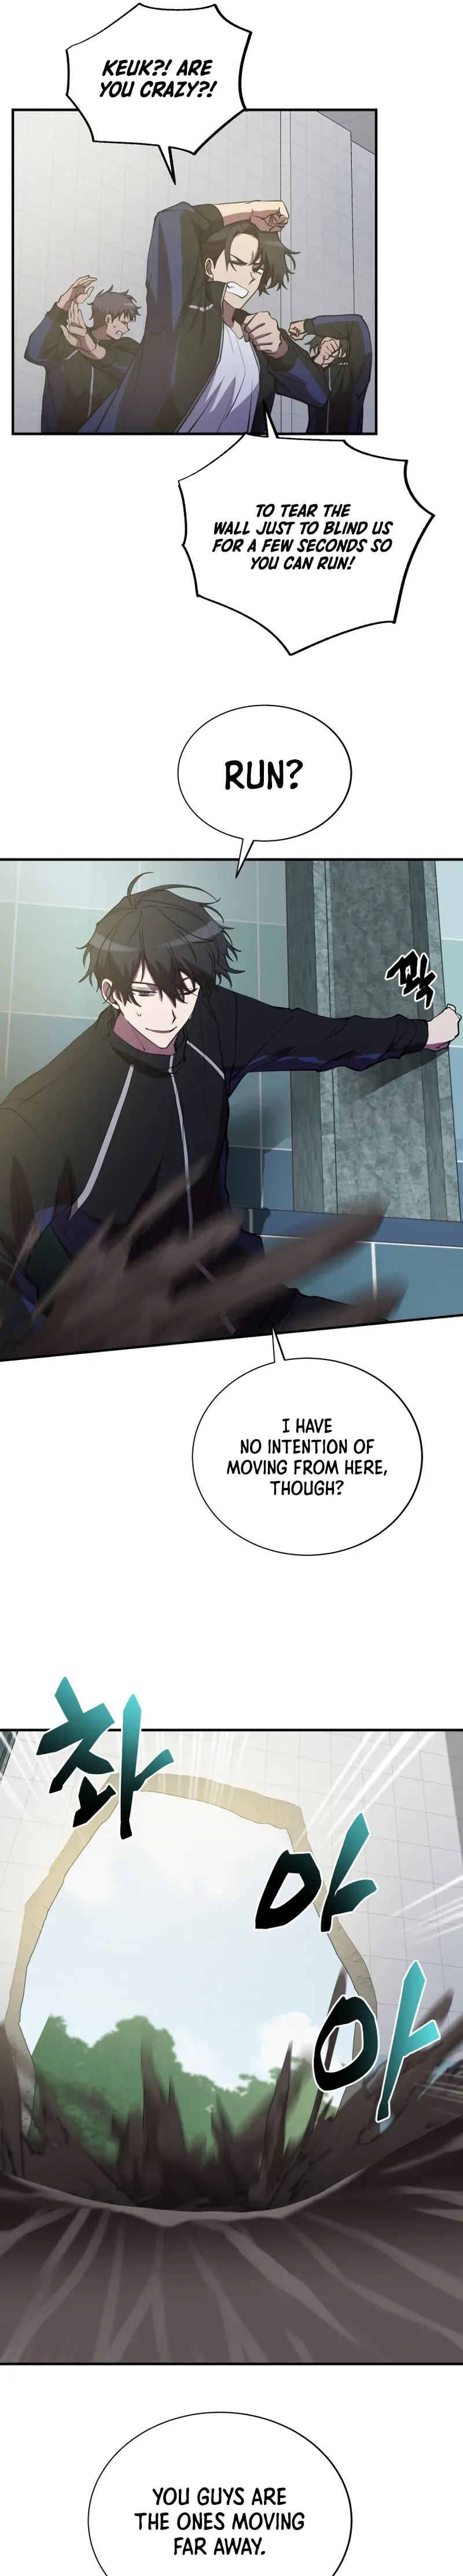 KEUK?! ARE
YOU CRAZY?!
TO TEAR THE
WALL JUST TO BLIND US
FOR A FEW SECONDS SO
YOU CAN RUN!
RUN?
I HAVE
NO INTENTION OF
MOVING FROM HERE,
THOUGH?
촤
아
아
YOU GUYS ARE
THE ONES MOVING
FAR AWAY.